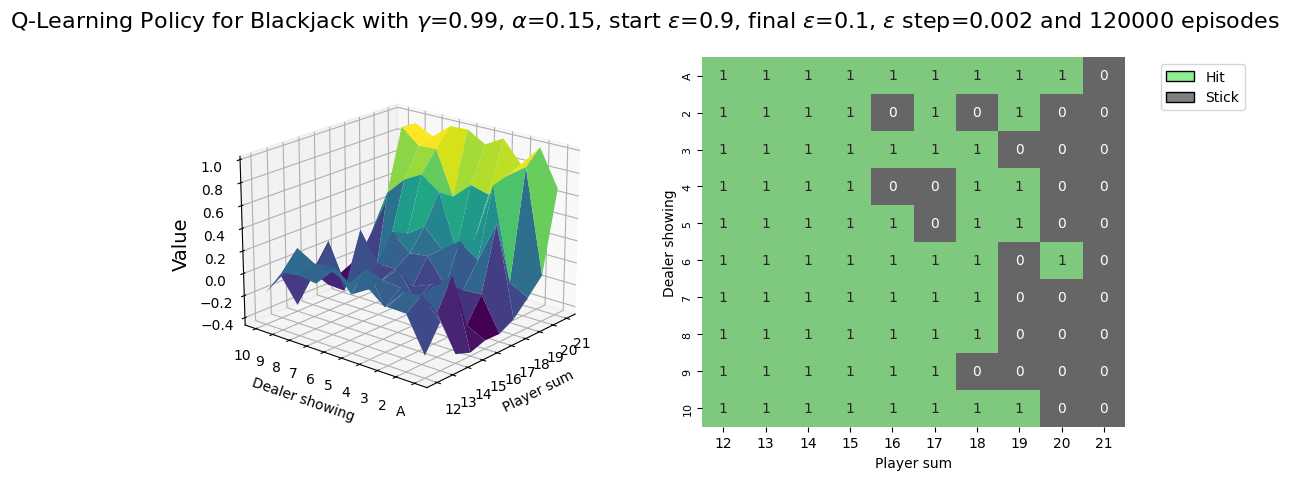 Q-Learning Policy for Blackjack with γ=0.99, α=0.15, start ε=0.9, final ε=0.1, ε step=0.002 and 120000 episodes
1.0
0.8
0.6
0.4
0.2
0.0
−0.2
−0.4
Value
10 9 8 7 6 5 4 3 2 A
Dealer showing
12 13 14 15 16 17 18 19 20 21
Player sum
Dealer showing
A 1 1 1 1 1 1 1 1 1 0
2 1 1 1 1 0 1 0 1 0 0
3 1 1 1 1 1 1 1 0 0 0
4 1 1 1 1 0 0 1 1 0 0
5 1 1 1 1 1 0 1 1 0 0
6 1 1 1 1 1 1 1 0 1 0
7 1 1 1 1 1 1 1 0 0 0
8 1 1 1 1 1 1 1 0 0 0
9 1 1 1 1 1 1 0 0 0 0
10 1 1 1 1 1 1 1 1 0 0
12 13 14 15 16 17 18 19 20 21
Player sum
Hit
Stick